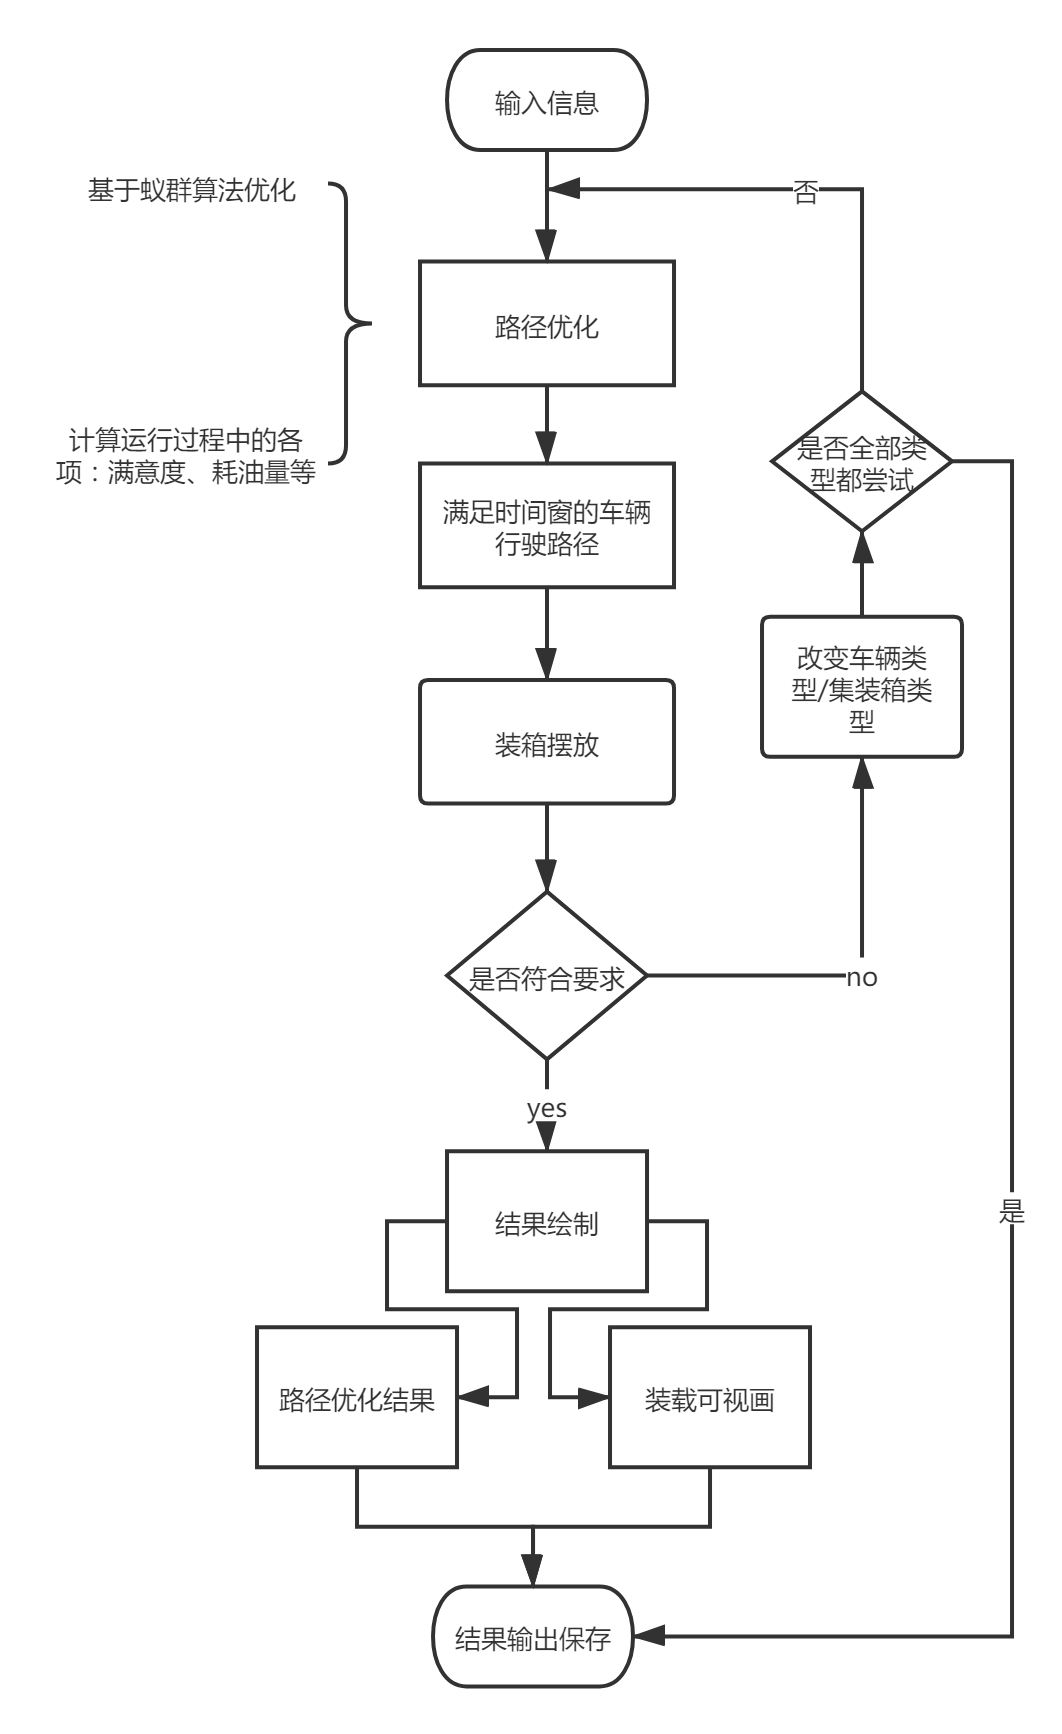 输入信息
否
基于蚁群算法优化
路径优化
计算运行过程中的各
项：满意度、耗油量等
是否全部类
型都尝试
满足时间窗的车辆
行驶路径
改变车辆类
型/集装箱类
型
装箱摆放
是否符合要求
no
yes
结果绘制
是
路径优化结果
装载可视画
结果输出保存